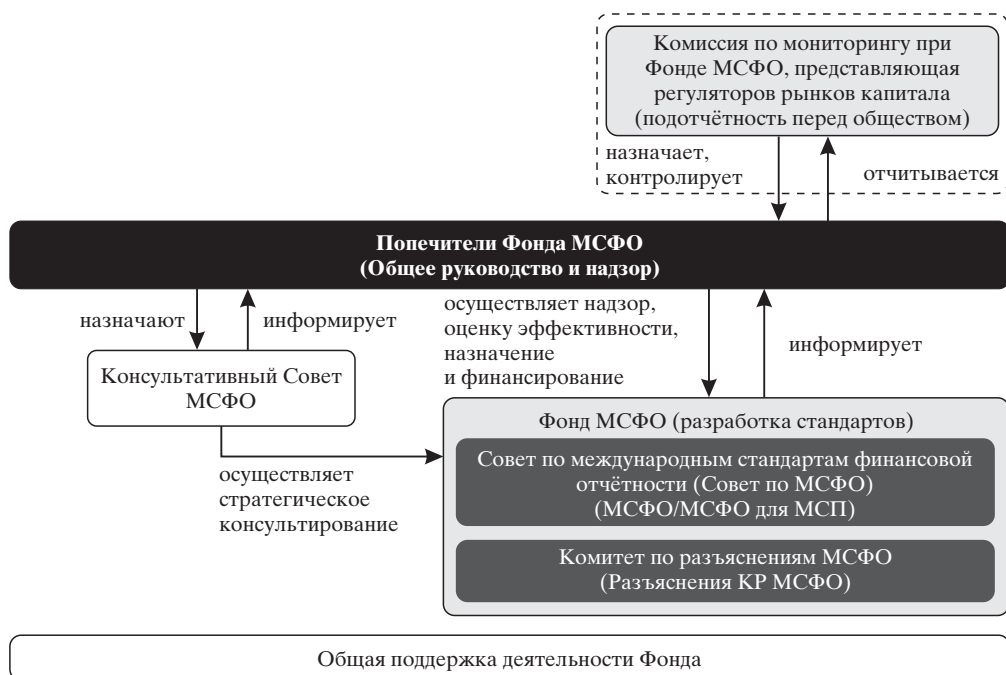 Комиссия по мониторингу при
Фонде МСФО, представляющая
регуляторов рынков капитала
(подотчётность перед обществом)
назначает,
контролирует
отчитывается
Попечители Фонда МСФО
(Общее руководство и надзор)
назначают
информирует
осуществляет надзор,
оценку эффективности,
назначение
и финансирование
информирует
Консультативный Совет
МСФО
осуществляет
стратегическое
консультирование
Фонд МСФО (разработка стандартов)
Совет по международным стандартам финансовой
отчётности (Совет по МСФО)
(МСФО/МСФО для МСП)
Комитет по разъяснениям МСФО
(Разъяснения КР МСФО)
Общая поддержка деятельности Фонда